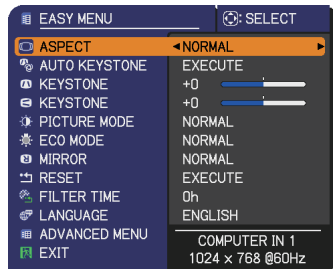 EASY MENU : SELECT
ASPECT NORMAL
AUTO KEYSTONE EXECUTE
KEYSTONE +0
KEYSTONE +0
PICTURE MODE NORMAL
ECO MODE NORMAL
MIRROR NORMAL
RESET EXECUTE
FILTER TIME 0h
LANGUAGE ENGLISH
ADVANCED MENU
EXIT
COMPUTER IN 1
1024 x 768 @60Hz